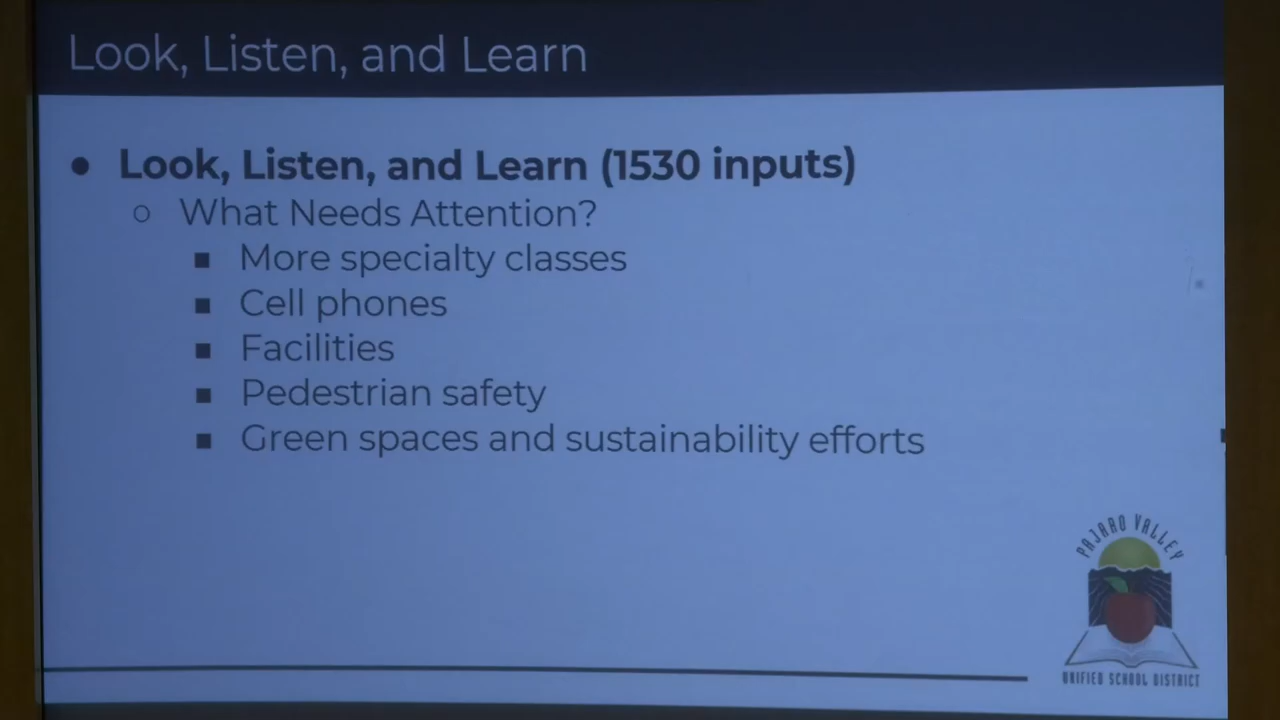 Look, Listen, and Learn
● Look, Listen, and Learn (1530 inputs)
○ What Needs Attention?
■ More specialty classes
■ Cell phones
■ Facilities
■ Pedestrian safety
■ Green spaces and sustainability efforts
PAJARO VALLEY
UNIFIED SCHOOL DISTRICT